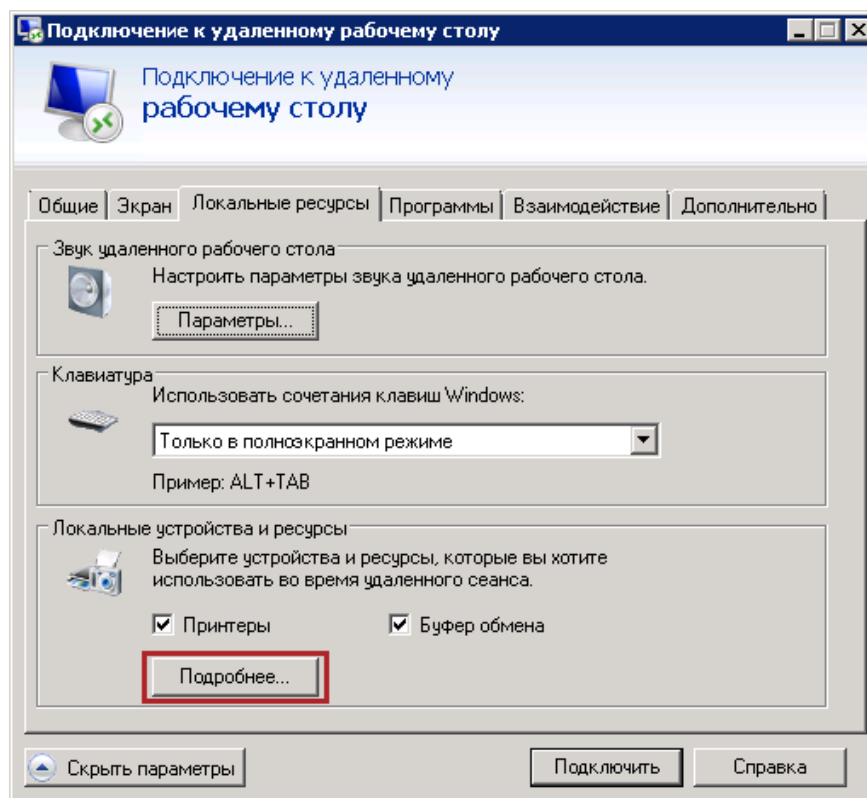 Подключение к удаленному рабочему столу
Подключение к удаленному
рабочему столу
Общие Экран Локальные ресурсы Программы Взаимодействие Дополнительно
Звук удаленного рабочего стола
Настроить параметры звука удаленного рабочего стола.
Параметры...
Клавиатура
Использовать сочетания клавиш Windows:
Только в полноэкранном режиме
Пример: ALT+TAB
Локальные устройства и ресурсы
Выберите устройства и ресурсы, которые вы хотите
использовать во время удаленного сеанса.
Принтеры Буфер обмена
Подробнее...
Скрыть параметры Подключить Справка